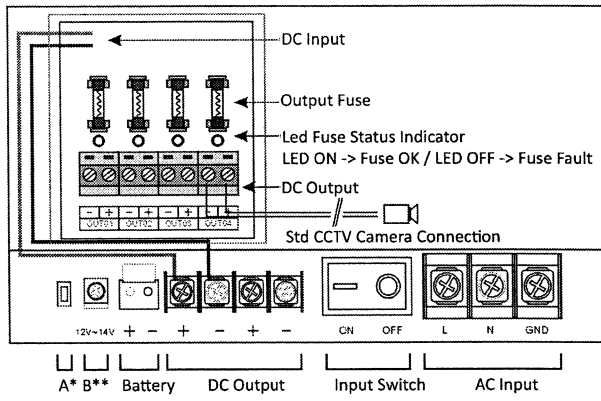 DC Input
Output Fuse
Led Fuse Status Indicator
LED ON -> Fuse OK / LED OFF -> Fuse Fault
DC Output
- + - + - + - +
OUT01 OUT02 OUT03 OUT04
Std CCTV Camera Connection
12V~14V + - + - + - ON OFF L N GND
A* B** Battery DC Output Input Switch AC Input